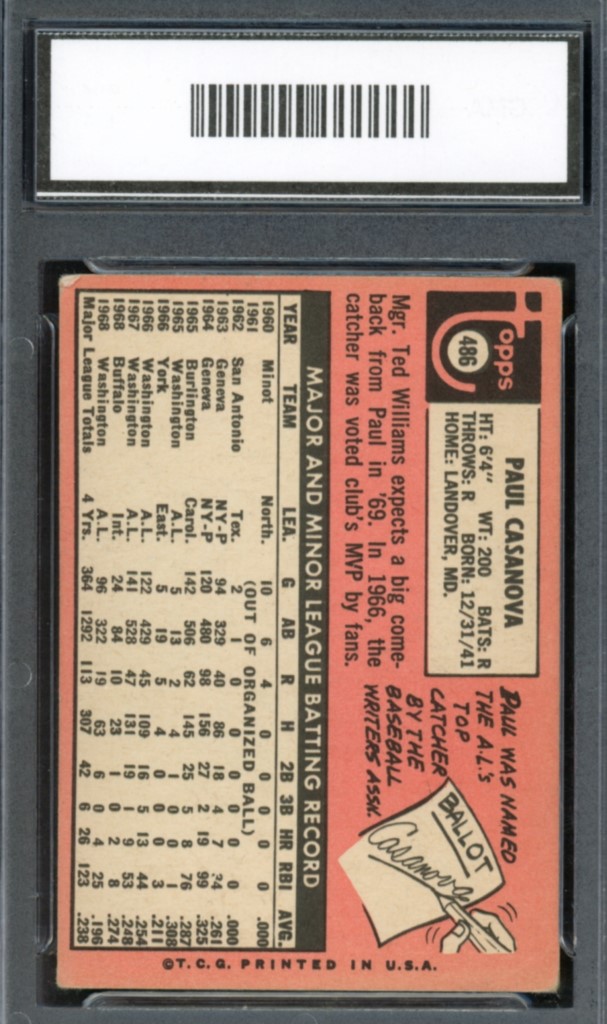 Topps
486
PAUL CASANOVA
HT: 6'4" WT: 200 BATS: R
THROWS: R BORN: 12/31/41
HOME: LANDOVER, MD.
Mgr. Ted Williams expects a big come-
back from Paul in '69. In 1966, the
catcher was voted club's MVP by fans.
PAUL WAS NAMED
THE A.L.'S
TOP
CATCHER
BY THE
BASEBALL
WRITERS ASSN.
BALLOT
Casanova
MAJOR AND MINOR LEAGUE BATTING RECORD
YEAR TEAM LEA. G AB R H 2B 3B HR RBI AVG.
1960 Minot North. 10 6 4 0 0 0 0 0 .000
1961 (OUT OF ORGANIZED BALL)
1962 San Antonio Tex. 2 1 0 0 0 0 0 0 .000
1963 Geneva NY-P 94 329 40 86 18 4 7 .261
1964 Geneva NY-P 120 480 98 156 27 2 19 99 .325
1965 Burlington Carol. 142 506 62 145 25 5 8 76 .287
1965 Washington A.L. 5 13 2 4 1 0 0 1 .308
1966 York East. 5 19 5 4 0 0 0 3 .211
1966 Washington A.L. 122 429 45 109 16 5 13 44 .254
1967 Washington A.L. 141 528 47 131 19 1 9 53 .248
1968 Buffalo Int. 24 84 10 23 1 0 2 8 .274
1968 Washington A.L. 96 322 19 63 6 0 4 25 .196
Major League Totals 4 Yrs. 364 1292 113 307 42 6 26 123 .238
©T.C.G. PRINTED IN U.S.A.